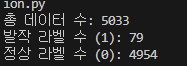 ion.py
총 데이터 수: 5033
방작 라벨 수 (1): 79
정상 라벨 수 (0): 4954